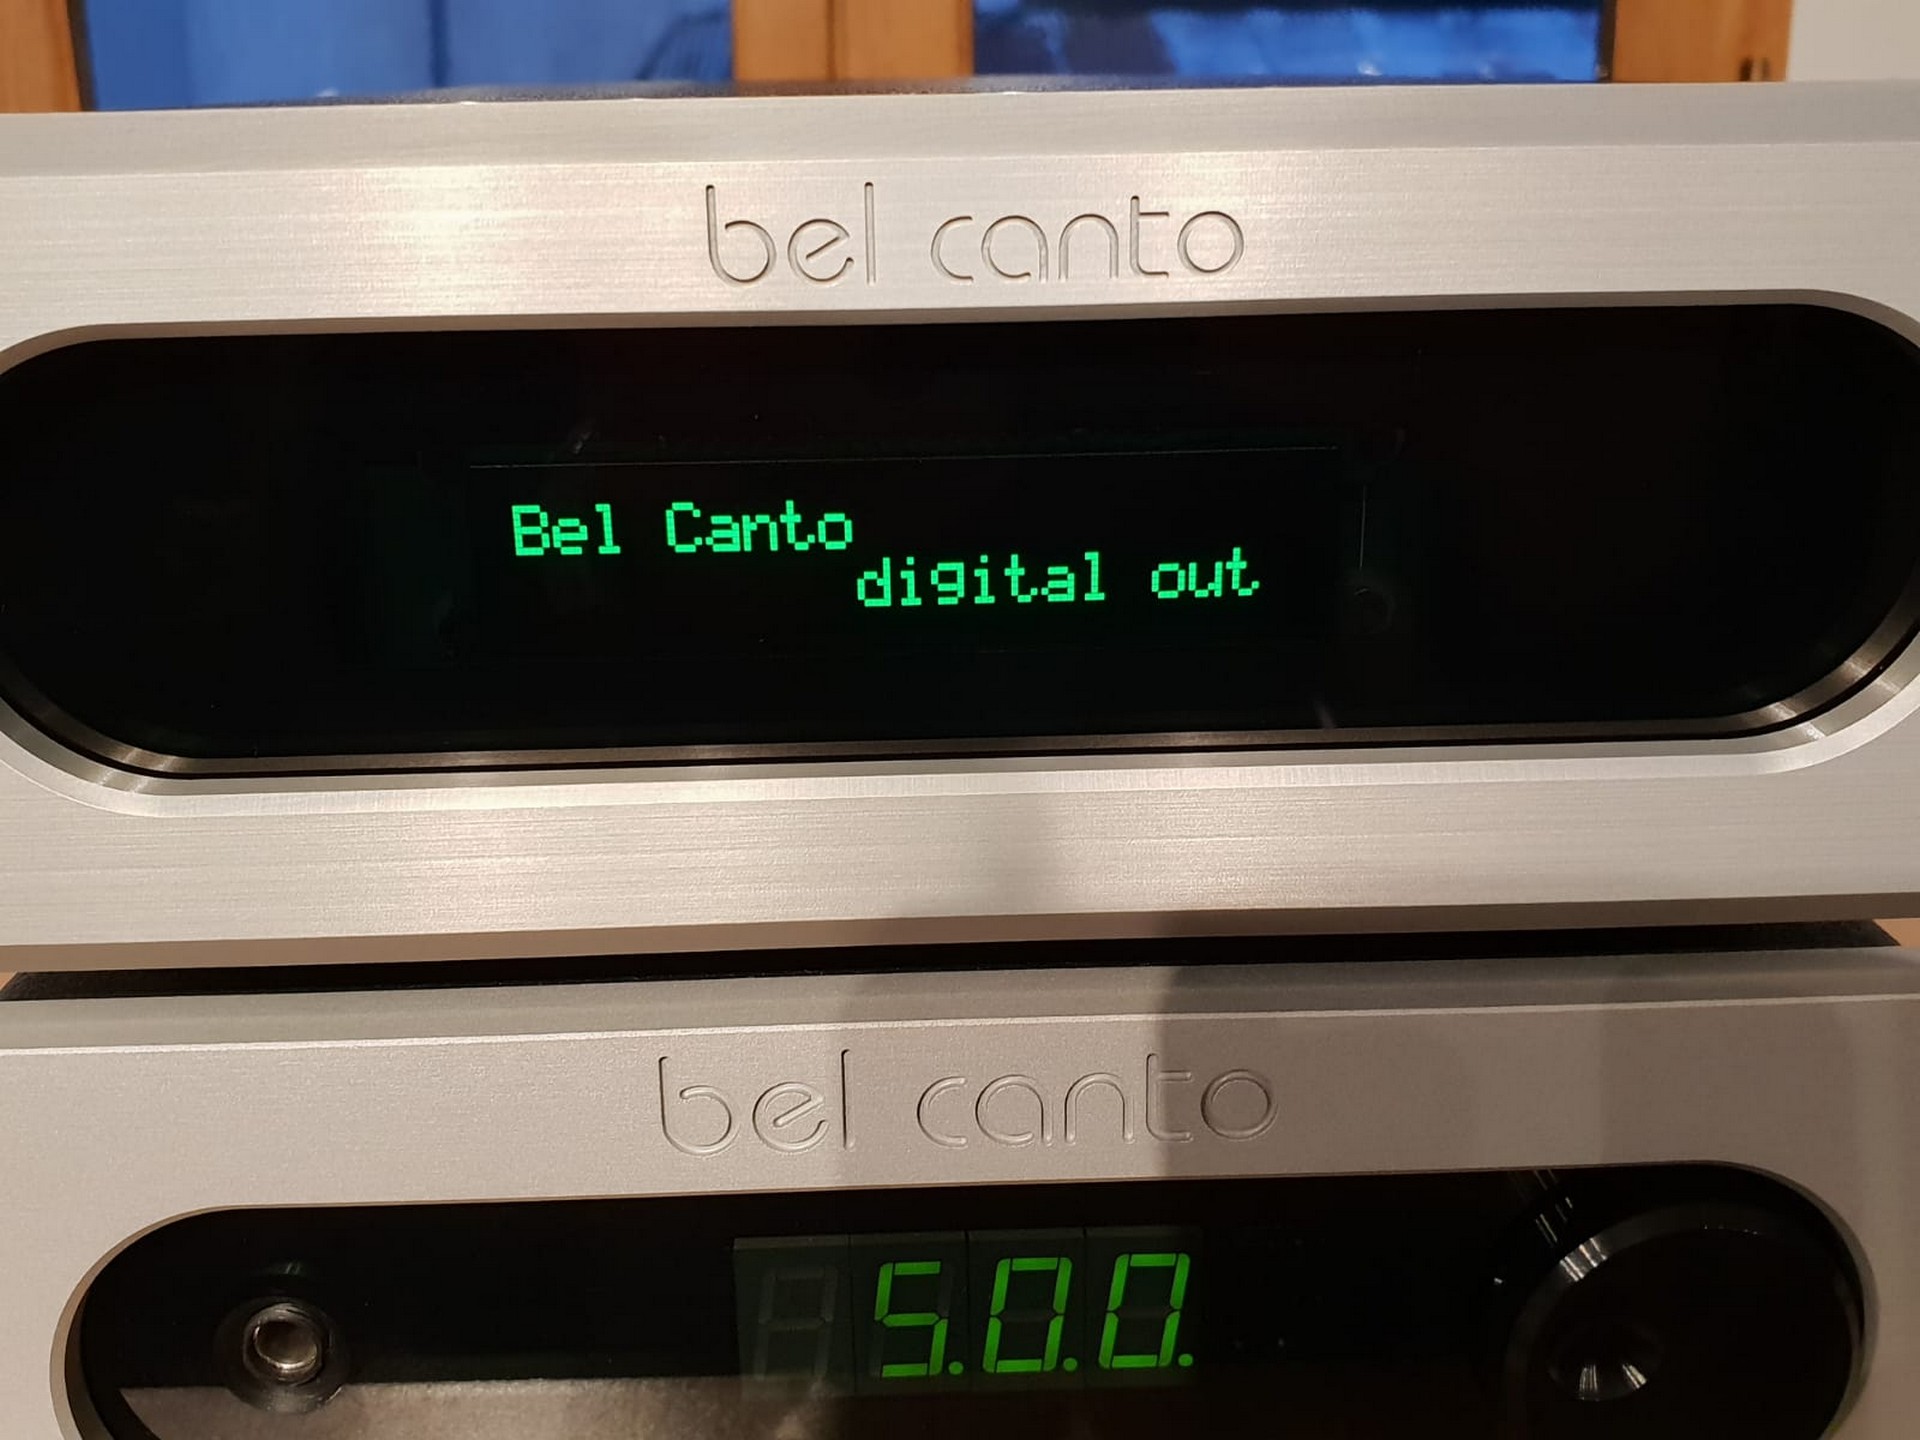 bel canto
Bel Canto
digital out
bel canto
5.0.0.